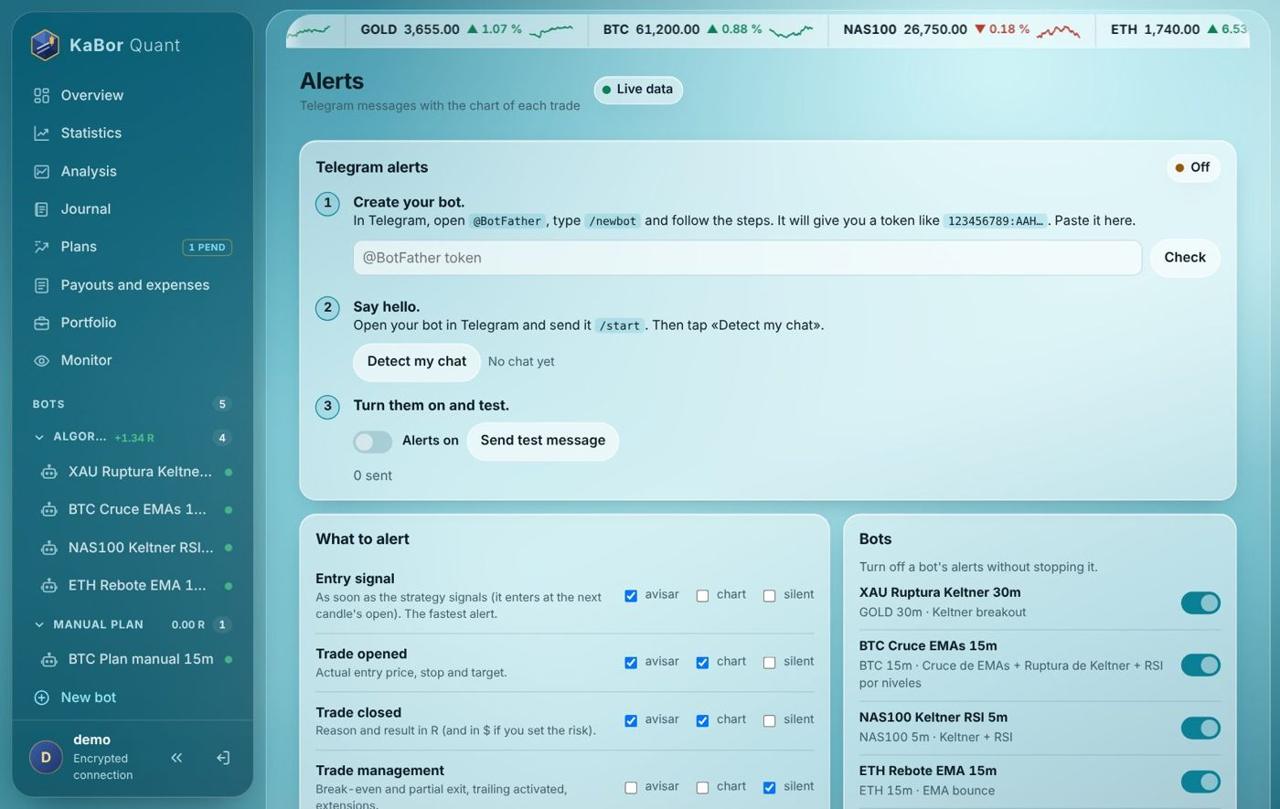 KaBor Quant
Overview
Statistics
Analysis
Journal
Plans 1 PEND
Payouts and expenses
Portfolio
Monitor
BOTS 5
ALGOR... +1.34 R 4
XAU Ruptura Keltne...
BTC Cruce EMAs 1...
NAS100 Keltner RSI...
ETH Rebote EMA 1...
MANUAL PLAN 0.00 R 1
BTC Plan manual 15m
New bot
D
demo
Encrypted
connection
GOLD 3,655.00 ▲ 1.07 % BTC 61,200.00 ▲ 0.88 % NAS100 26,750.00 ▼ 0.18 % ETH 1,740.00 ▲ 6.53
Alerts
Telegram messages with the chart of each trade
Live data
Telegram alerts
Off
1 Create your bot.
In Telegram, open @BotFather, type /newbot and follow the steps. It will give you a token like 123456789:AAH…. Paste it here.
@BotFather token
Check
2 Say hello.
Open your bot in Telegram and send it /start. Then tap «Detect my chat».
Detect my chat No chat yet
3 Turn them on and test.
Alerts on Send test message
0 sent
What to alert
Entry signal
As soon as the strategy signals (it enters at the next
candle's open). The fastest alert.
avisar chart silent
Trade opened
Actual entry price, stop and target.
avisar chart silent
Trade closed
Reason and result in R (and in $ if you set the risk).
avisar chart silent
Trade management
Break-even and partial exit, trailing activated,
extensions.
avisar chart silent
Bots
Turn off a bot's alerts without stopping it.
XAU Ruptura Keltner 30m
GOLD 30m · Keltner breakout
BTC Cruce EMAs 15m
BTC 15m · Cruce de EMAs + Ruptura de Keltner + RSI
por niveles
NAS100 Keltner RSI 5m
NAS100 5m · Keltner + RSI
ETH Rebote EMA 15m
ETH 15m · EMA bounce